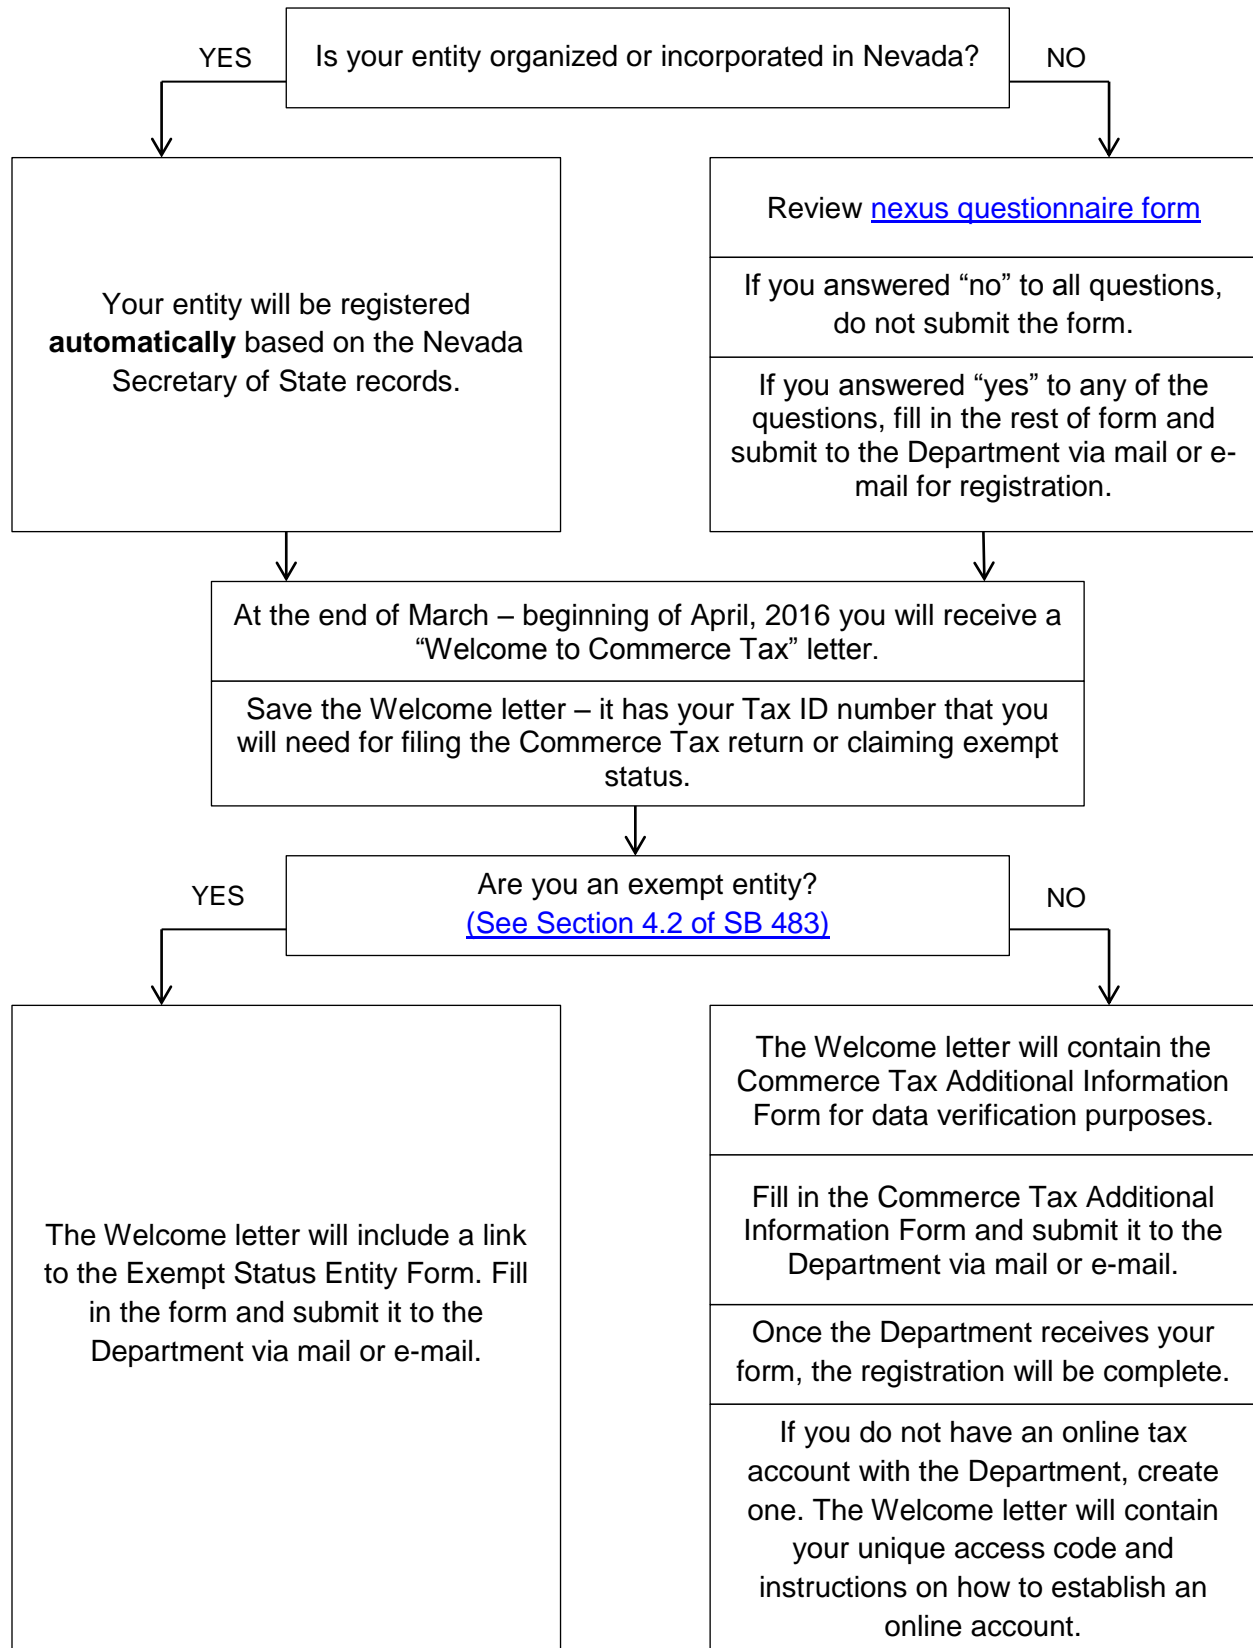 Is your entity organized or incorporated in Nevada?
YES
NO
Your entity will be registered
automatically based on the Nevada
Secretary of State records.
Review nexus questionnaire form
If you answered “no” to all questions,
do not submit the form.
If you answered “yes” to any of the
questions, fill in the rest of form and
submit to the Department via mail or e-
mail for registration.
At the end of March – beginning of April, 2016 you will receive a
“Welcome to Commerce Tax” letter.
Save the Welcome letter – it has your Tax ID number that you
will need for filing the Commerce Tax return or claiming exempt
status.
Are you an exempt entity?
(See Section 4.2 of SB 483)
YES
NO
The Welcome letter will include a link
to the Exempt Status Entity Form. Fill
in the form and submit it to the
Department via mail or e-mail.
The Welcome letter will contain the
Commerce Tax Additional Information
Form for data verification purposes.
Fill in the Commerce Tax Additional
Information Form and submit it to the
Department via mail or e-mail.
Once the Department receives your
form, the registration will be complete.
If you do not have an online tax
account with the Department, create
one. The Welcome letter will contain
your unique access code and
instructions on how to establish an
online account.